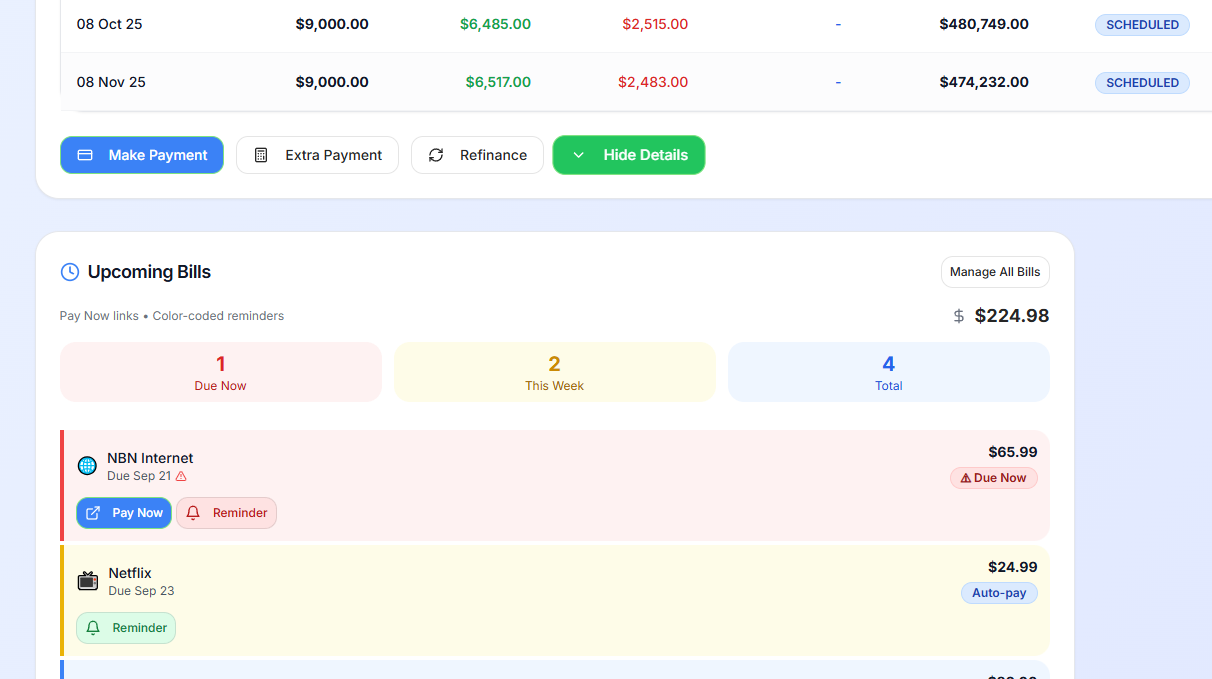 08 Oct 25 $9,000.00 $6,485.00 $2,515.00 - $480,749.00 SCHEDULED
08 Nov 25 $9,000.00 $6,517.00 $2,483.00 - $474,232.00 SCHEDULED
Make Payment Extra Payment Refinance Hide Details
Upcoming Bills Manage All Bills
Pay Now links • Color-coded reminders $ $224.98
1 2 4
Due Now This Week Total
NBN Internet $65.99
Due Sep 21 Due Now
Pay Now Reminder
Netflix $24.99
Due Sep 23 Auto-pay
Reminder